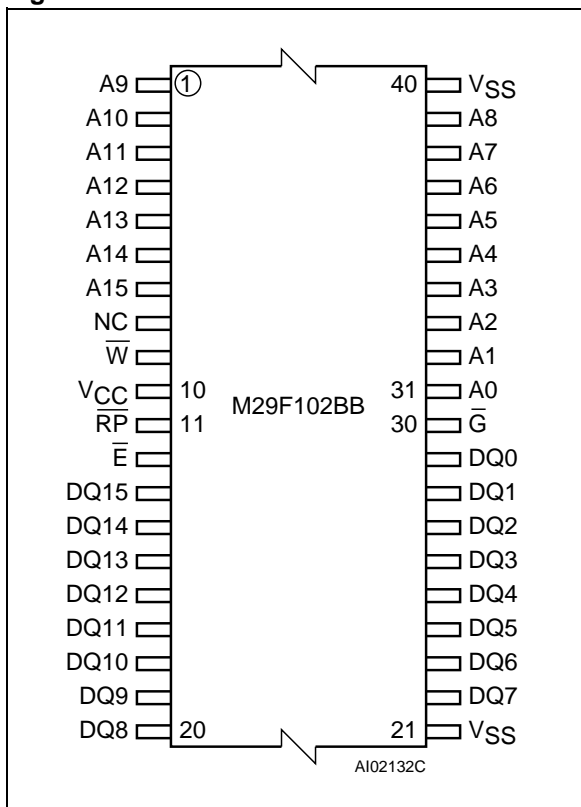 A9 1 40 VSS
A10 A8
A11 A7
A12 A6
A13 A5
A14 A4
A15 A3
NC A2
W̅ A1
VCC 10 31 A0
M29F102BB
R̅P̅ 11 30 G̅
E̅ DQ0
DQ15 DQ1
DQ14 DQ2
DQ13 DQ3
DQ12 DQ4
DQ11 DQ5
DQ10 DQ6
DQ9 DQ7
DQ8 20 21 VSS
AI02132C